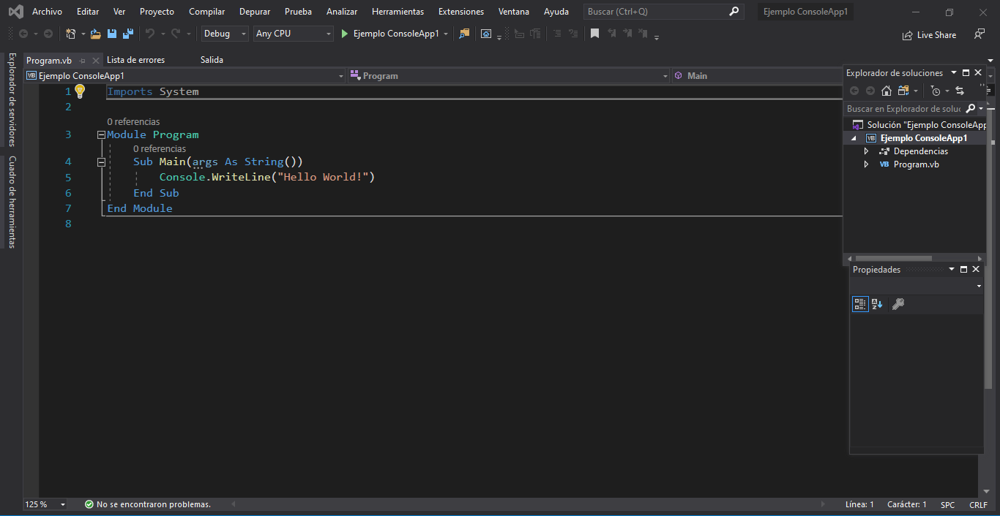 Archivo Editar Ver Proyecto Compilar Depurar Prueba Analizar Herramientas Extensiones Ventana Ayuda Buscar (Ctrl+Q) Ejemplo ConsoleApp1
Debug Any CPU Ejemplo ConsoleApp1 Live Share
Explorador de servidores
Cuadro de herramientas
Program.vb Lista de errores Salida
VB Ejemplo ConsoleApp1 Program Main
1 Imports System
2
0 referencias
3 Module Program
0 referencias
4 Sub Main(args As String())
5 Console.WriteLine("Hello World!")
6 End Sub
7 End Module
8
Explorador de soluciones
Buscar en Explorador de soluc
Solución "Ejemplo ConsoleApp
VB Ejemplo ConsoleApp1
Dependencias
VB Program.vb
Propiedades
125 % No se encontraron problemas. Línea: 1 Carácter: 1 SPC CRLF